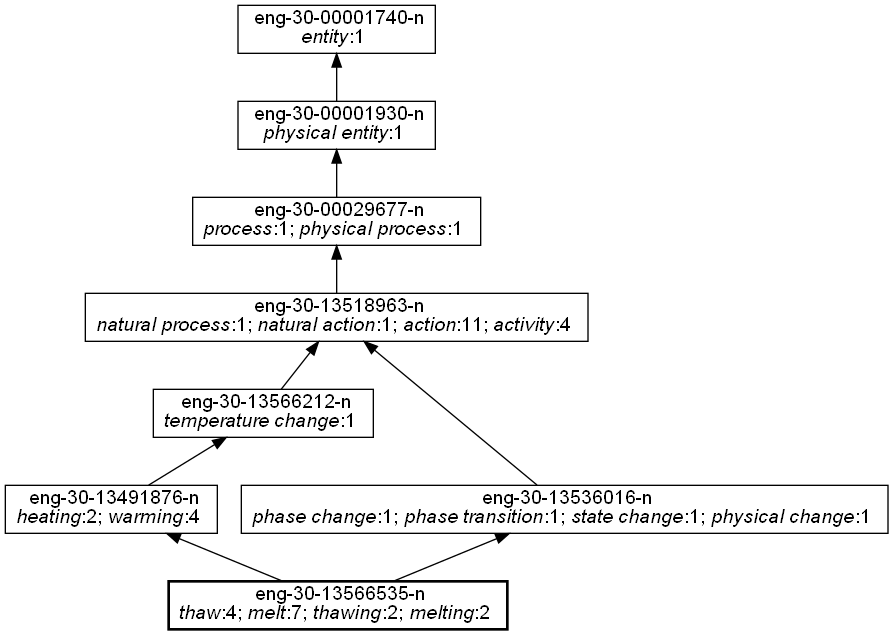 eng-30-00001740-n
entity:1
eng-30-00001930-n
physical entity:1
eng-30-00029677-n
process:1; physical process:1
eng-30-13518963-n
natural process:1; natural action:1; action:11; activity:4
eng-30-13566212-n
temperature change:1
eng-30-13491876-n
heating:2; warming:4
eng-30-13536016-n
phase change:1; phase transition:1; state change:1; physical change:1
eng-30-13566535-n
thaw:4; melt:7; thawing:2; melting:2